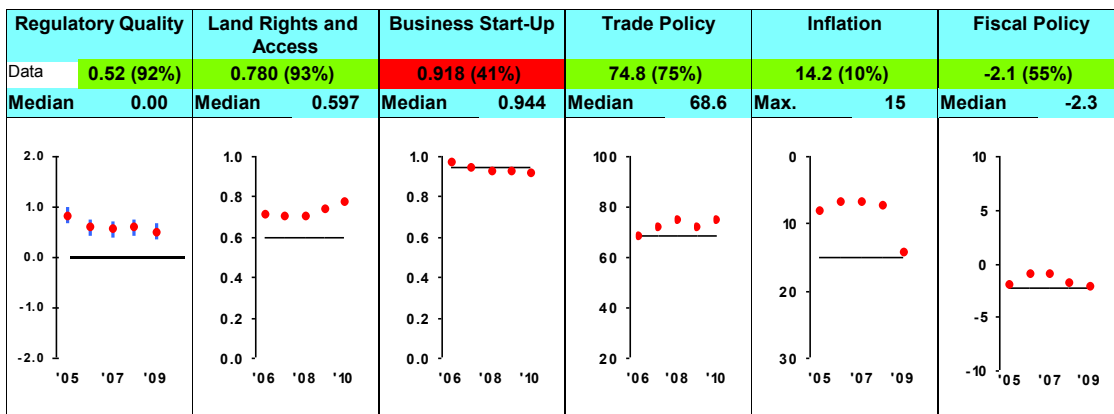 Regulatory Quality
Land Rights and
Access
Business Start-Up
Trade Policy
Inflation
Fiscal Policy
Data 0.52 (92%)
0.780 (93%)
0.918 (41%)
74.8 (75%)
14.2 (10%)
-2.1 (55%)
Median 0.00
Median 0.597
Median 0.944
Median 68.6
Max. 15
Median -2.3
2.0
1.0
0.0
-1.0
-2.0
'05 '07 '09
1.0
0.8
0.6
0.4
0.2
0.0
'06 '08 '10
1.0
0.8
0.6
0.4
0.2
0.0
'06 '08 '10
100
80
60
40
20
'06 '08 '10
0
10
20
30
'05 '07 '09
10
5
0
-5
-10
'05 '07 '09